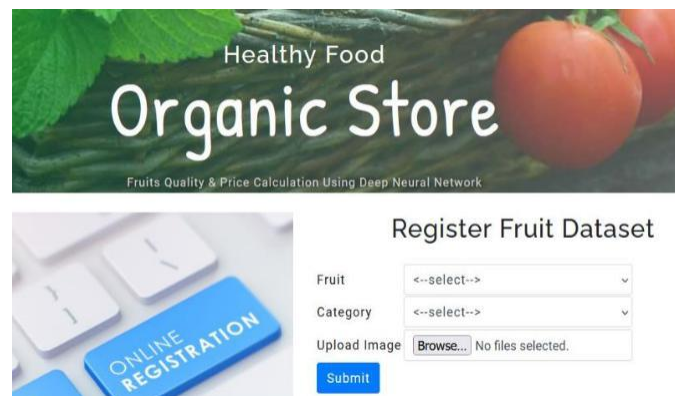 Healthy Food
Organic Store
Fruits Quality & Price Calculation Using Deep Neural Network
Register Fruit Dataset
Fruit <--select-->
Category <--select-->
Upload Image Browse... No files selected.
Submit
ONLINE
REGISTRATION